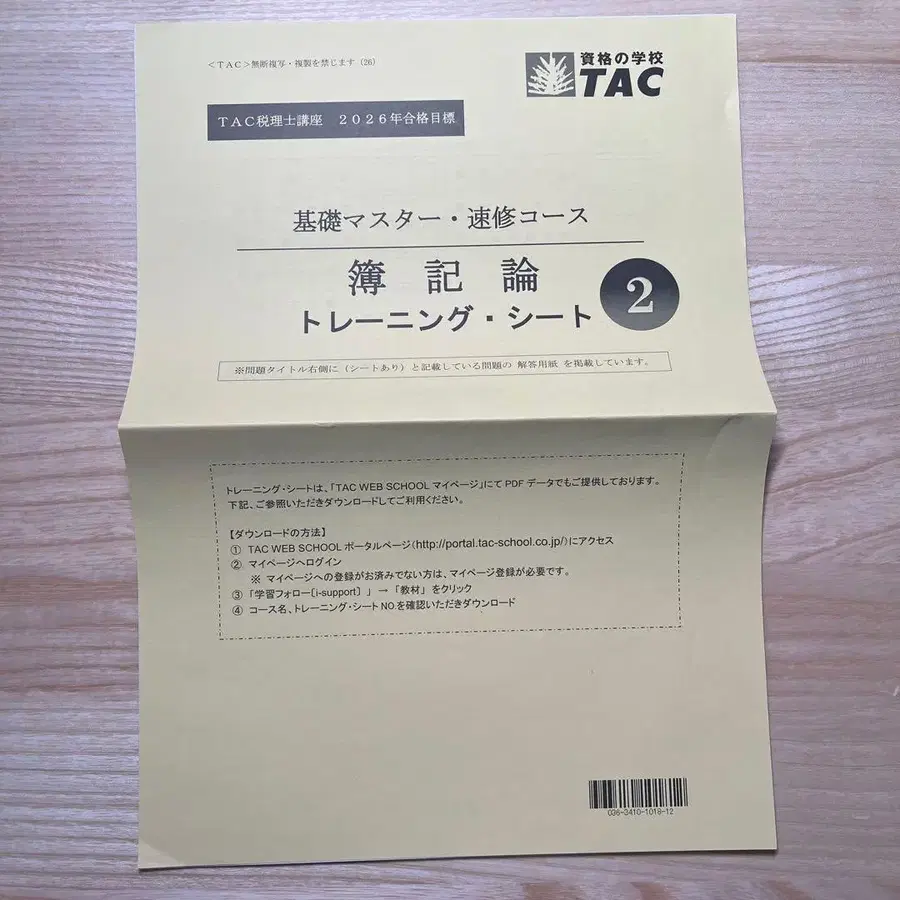 <TAC>無断複写・複製を禁じます (26)
資格の学校
TAC
TAC税理士講座 2026年合格目標
基礎マスター・速修コース
簿記論
トレーニング・シート
2
※問題タイトル右側に (シートあり) と記載している問題の 解答用紙 を掲載しています。
トレーニング・シートは、「TAC WEB SCHOOL マイページ」にて PDF データでもご提供しております。
下記、ご参照いただきダウンロードしてご利用ください。
【ダウンロードの方法】
① TAC WEB SCHOOL ポータルページ(http://portal.tac-school.co.jp/)にアクセス
② マイページへログイン
※ マイページへの登録がお済みでない方は、マイページ登録が必要です。
③ 「学習フォロー〔i-support〕」 → 「教材」 をクリック
④ コース名、トレーニング・シート NO.を確認いただきダウンロード
036-3410-1018-12